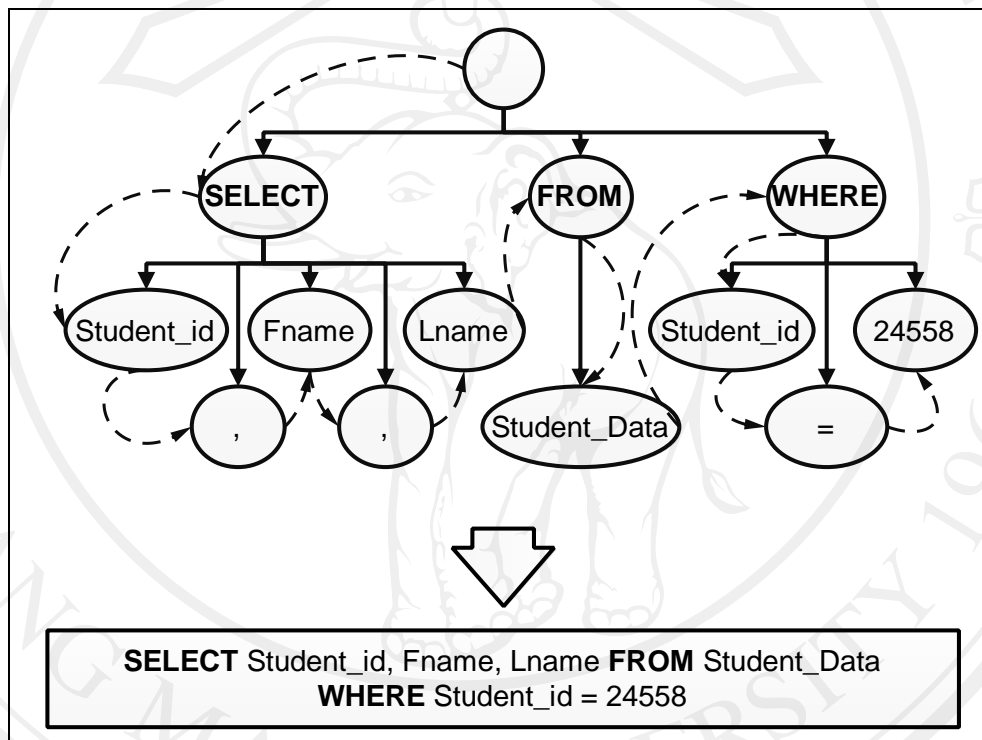 SELECT
FROM
WHERE
Student_id
Fname
Lname
Student_id
24558
,
,
Student_Data
=
SELECT Student_id, Fname, Lname FROM Student_Data
WHERE Student_id = 24558